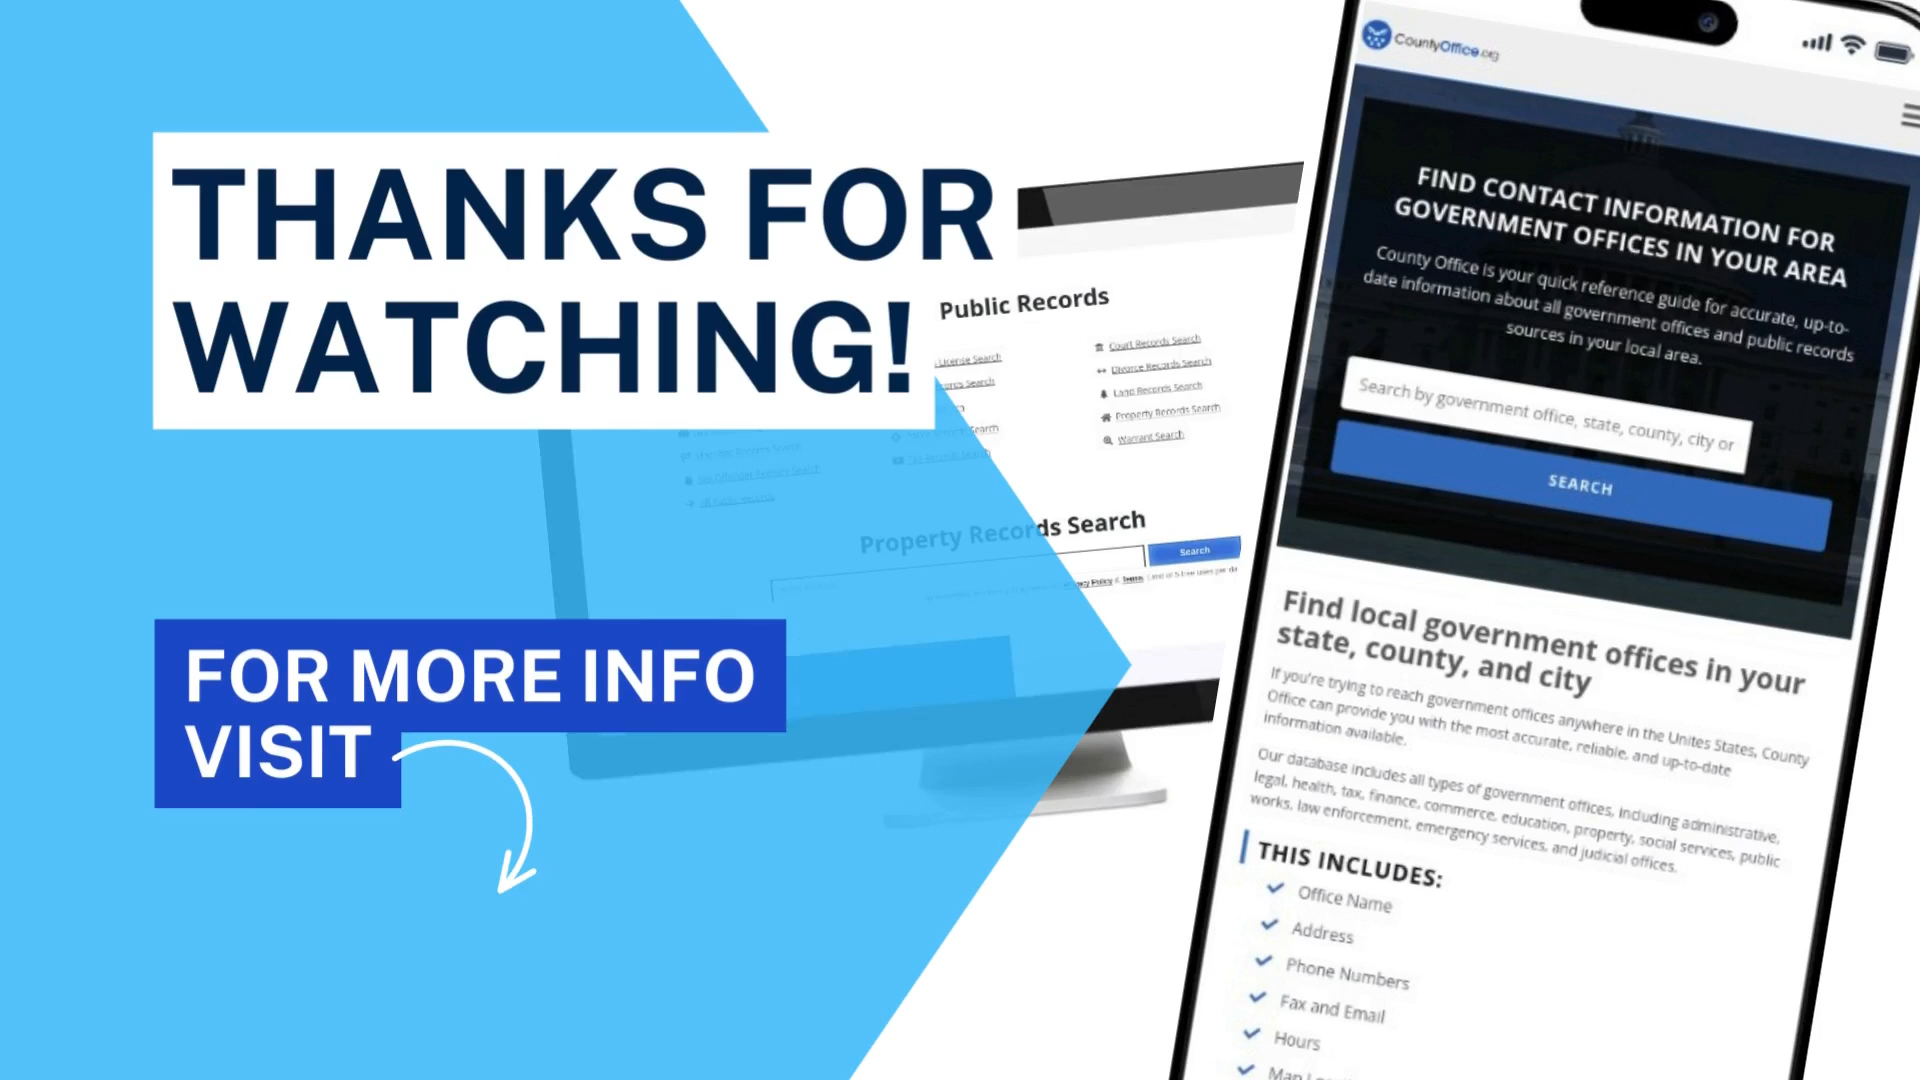 THANKS FOR
WATCHING!
FOR MORE INFO
VISIT
Public Records
License Search
Search
Search
Court Records Search
Divorce Records Search
Land Records Search
Property Records Search
Warrant Search
Property Records Search
Search
Policy & Terms
CountyOffice.org
FIND CONTACT INFORMATION FOR
GOVERNMENT OFFICES IN YOUR AREA
County Office is your quick reference guide for accurate, up-to-
date information about all government offices and public records
sources in your local area.
Search by government office, state, county, city or
SEARCH
Find local government offices in your
state, county, and city
If you're trying to reach government offices anywhere in the Unites States, County
Office can provide you with the most accurate, reliable, and up-to-date
information available.
Our database includes all types of government offices, including administrative,
legal, health, tax, finance, commerce, education, property, social services, public
works, law enforcement, emergency services, and judicial offices.
THIS INCLUDES:
Office Name
Address
Phone Numbers
Fax and Email
Hours